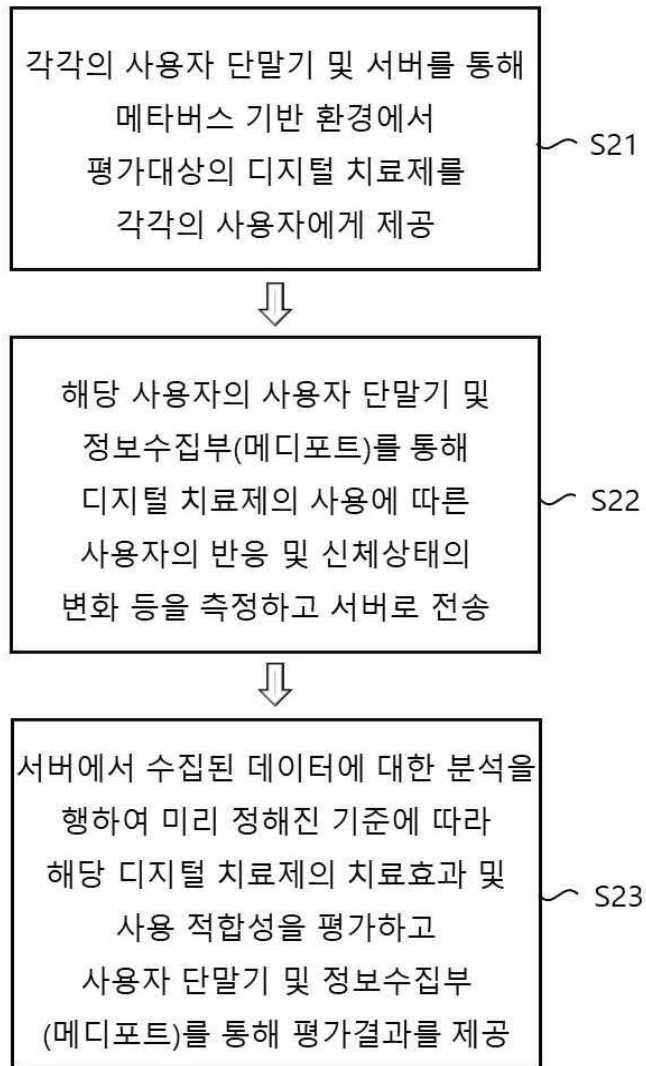 각각의 사용자 단말기 및 서버를 통해
메타버스 기반 환경에서
평가대상의 디지털 치료제를
각각의 사용자에게 제공
S21
해당 사용자의 사용자 단말기 및
정보수집부(메디포트)를 통해
디지털 치료제의 사용에 따른
사용자의 반응 및 신체상태의
변화 등을 측정하고 서버로 전송
S22
서버에서 수집된 데이터에 대한 분석을
행하여 미리 정해진 기준에 따라
해당 디지털 치료제의 치료효과 및
사용 적합성을 평가하고
사용자 단말기 및 정보수집부
(메디포트)를 통해 평가결과를 제공
S23